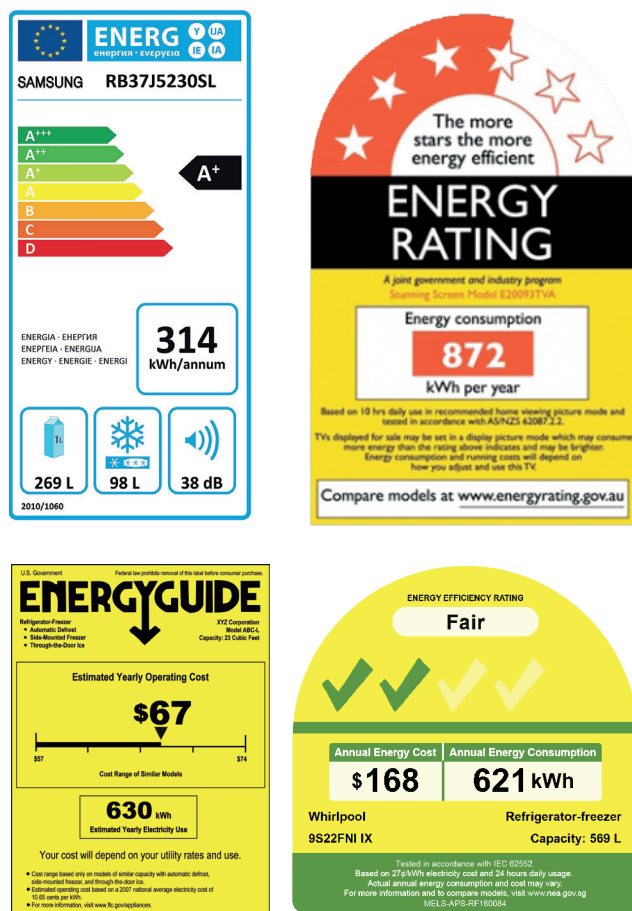 ENERG
Y UA
IE IA
енергия · ενεργεια
SAMSUNG RB37J5230SL
A+++
A++
A+
A
B
C
D
A+
ENERGIA · ЕНЕРГИЯ
ΕΝΕΡΓΕΙΑ · ENERGIJA
ENERGY · ENERGIE · ENERGI
314
kWh/annum
1L
269 L
98 L
38 dB
2010/1060
The more
stars the more
energy efficient
ENERGY
RATING
A joint government and industry program
Stunning Screen Model E20093TVA
Energy consumption
872
kWh per year
Based on 10 hrs daily use in recommended home viewing picture mode and
tested in accordance with AS/NZS 62087.2.2.
TVs displayed for sale may be set in a display picture mode which may consume
more energy than the rating above indicates and may be brighter.
Energy consumption and running costs will depend on
how you adjust and use this TV.
Compare models at www.energyrating.gov.au
U.S. Government
Federal law prohibits removal of this label before consumer purchase.
ENERGYGUIDE
Refrigerator-Freezer
• Automatic Defrost
• Side-Mounted Freezer
• Through-the-Door Ice
XYZ Corporation
Model ABC-L
Capacity: 23 Cubic Feet
Estimated Yearly Operating Cost
$67
$57
$74
Cost Range of Similar Models
630 kWh
Estimated Yearly Electricity Use
Your cost will depend on your utility rates and use.
• Cost range based only on models of similar capacity with automatic defrost,
side-mounted freezer, and through-the-door ice.
• Estimated operating cost based on a 2007 national average electricity cost of
10.65 cents per kWh.
• For more information, visit www.ftc.gov/appliances.
ENERGY EFFICIENCY RATING
Fair
Annual Energy Cost
$168
Annual Energy Consumption
621 kWh
Whirlpool
9S22FNI IX
Refrigerator-freezer
Capacity: 569 L
Tested in accordance with IEC 62552.
Based on 27¢/kWh electricity cost and 24 hours daily usage.
Actual annual energy consumption and cost may vary.
For more information and to compare models, visit www.nea.gov.sg
MELS-APS-RF160084